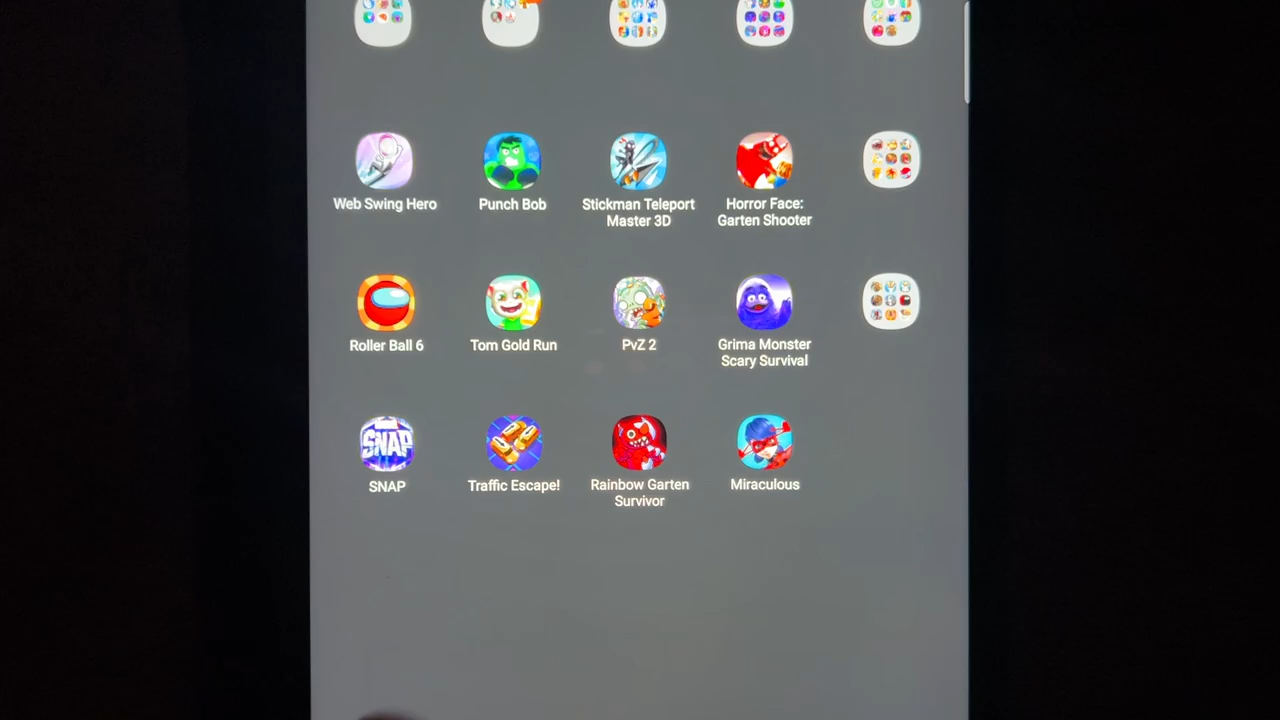 Web Swing Hero
Punch Bob
Stickman Teleport
Master 3D
Horror Face:
Garten Shooter
Roller Ball 6
Tom Gold Run
PvZ 2
Grima Monster
Scary Survival
SNAP
SNAP
Traffic Escape!
Rainbow Garten
Survivor
Miraculous